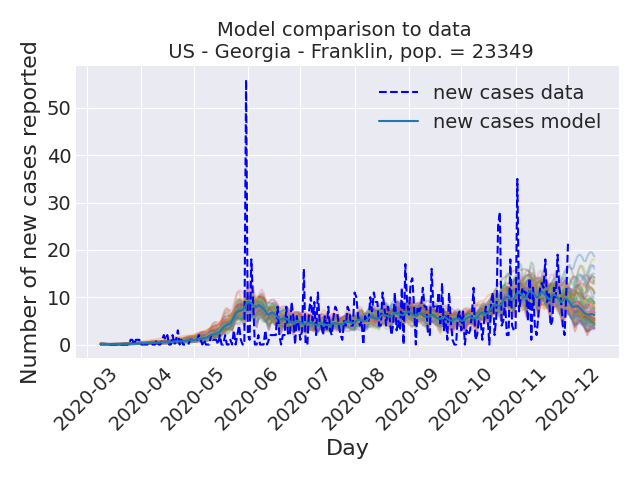 Model comparison to data
US - Georgia - Franklin, pop. = 23349
Number of new cases reported
50
40
30
20
10
0
new cases data
new cases model
2020-03
2020-04
2020-05
2020-06
2020-07
2020-08
2020-09
2020-10
2020-11
2020-12
Day